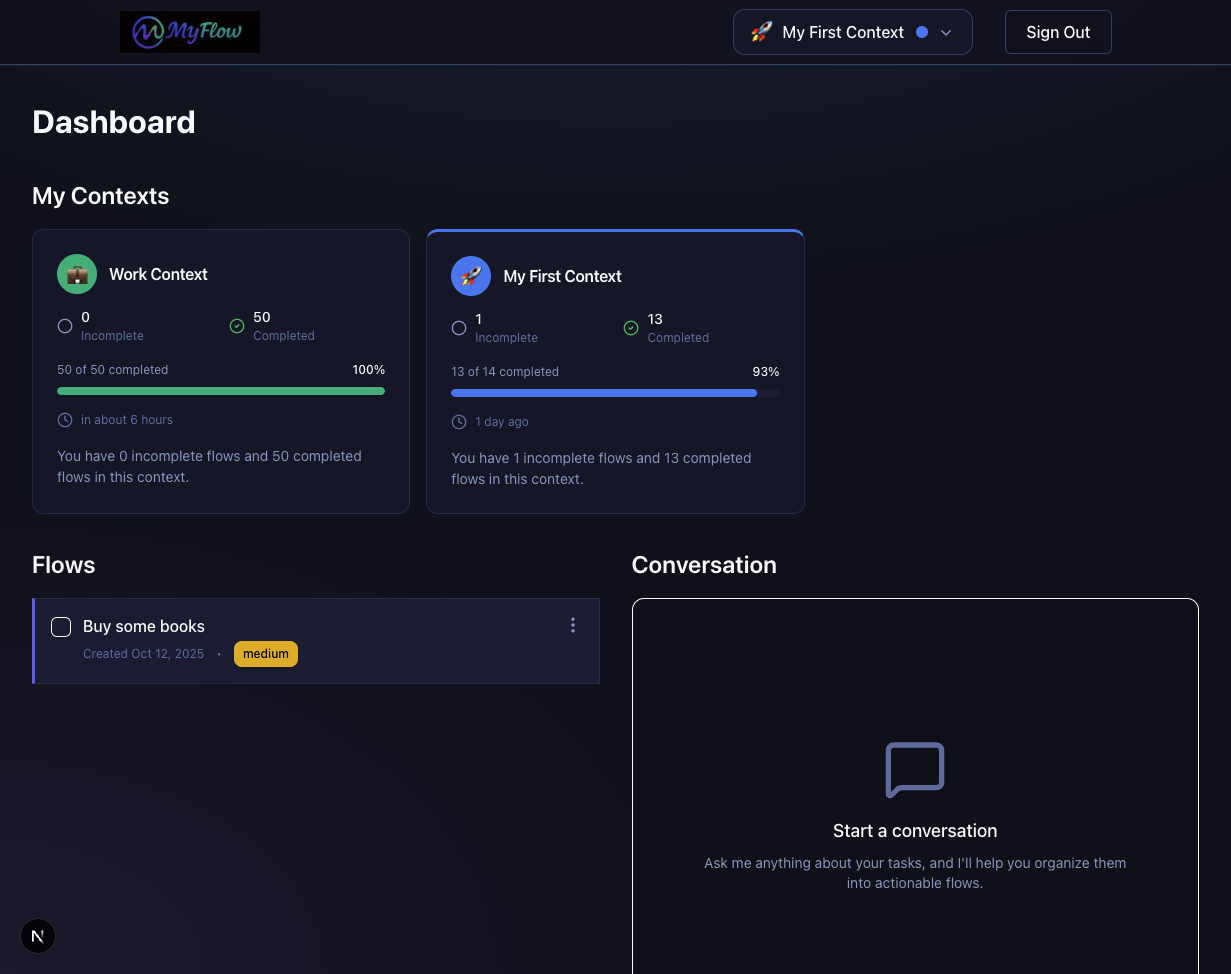 MyFlow
🚀 My First Context
Sign Out
Dashboard
My Contexts
Work Context
0
Incomplete
50
Completed
50 of 50 completed
100%
in about 6 hours
You have 0 incomplete flows and 50 completed
flows in this context.
My First Context
1
Incomplete
13
Completed
13 of 14 completed
93%
1 day ago
You have 1 incomplete flows and 13 completed
flows in this context.
Flows
Buy some books
Created Oct 12, 2025 • medium
Conversation
Start a conversation
Ask me anything about your tasks, and I'll help you organize them
into actionable flows.
N